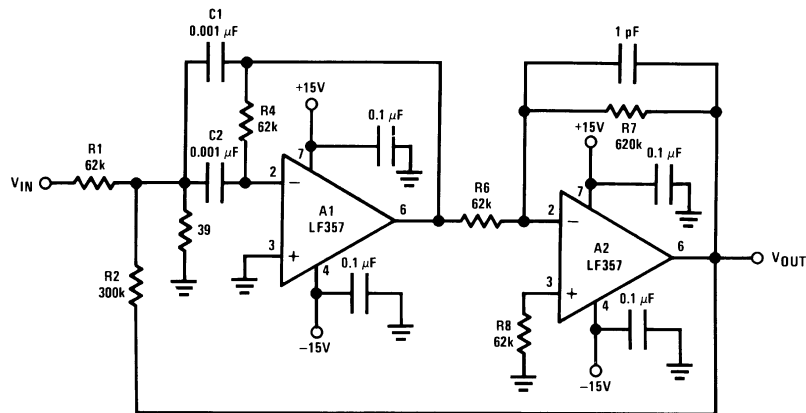 C1
0.001 µF
1 pF
+15V
R4
62k
0.1 µF
R7
620k
+15V
C2
0.001 µF
R1
62k
0.1 µF
7
7
VIN
2
−
A1
LF357
6
R6
62k
2
−
A2
LF357
6
VOUT
39
3
+
4
0.1 µF
3
+
4
0.1 µF
R2
300k
R8
62k
−15V
−15V